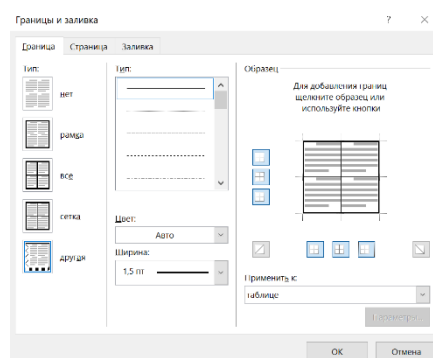 Границы и заливка
?
×
Граница Страница Заливка
Тип:
нет
рамка
все
сетка
другая
Тип:
Цвет:
Авто
Ширина:
1,5 пт
Образец
Для добавления границ
щелкните образец или
используйте кнопки
Применить к:
таблице
Параметры...
ОК Отмена